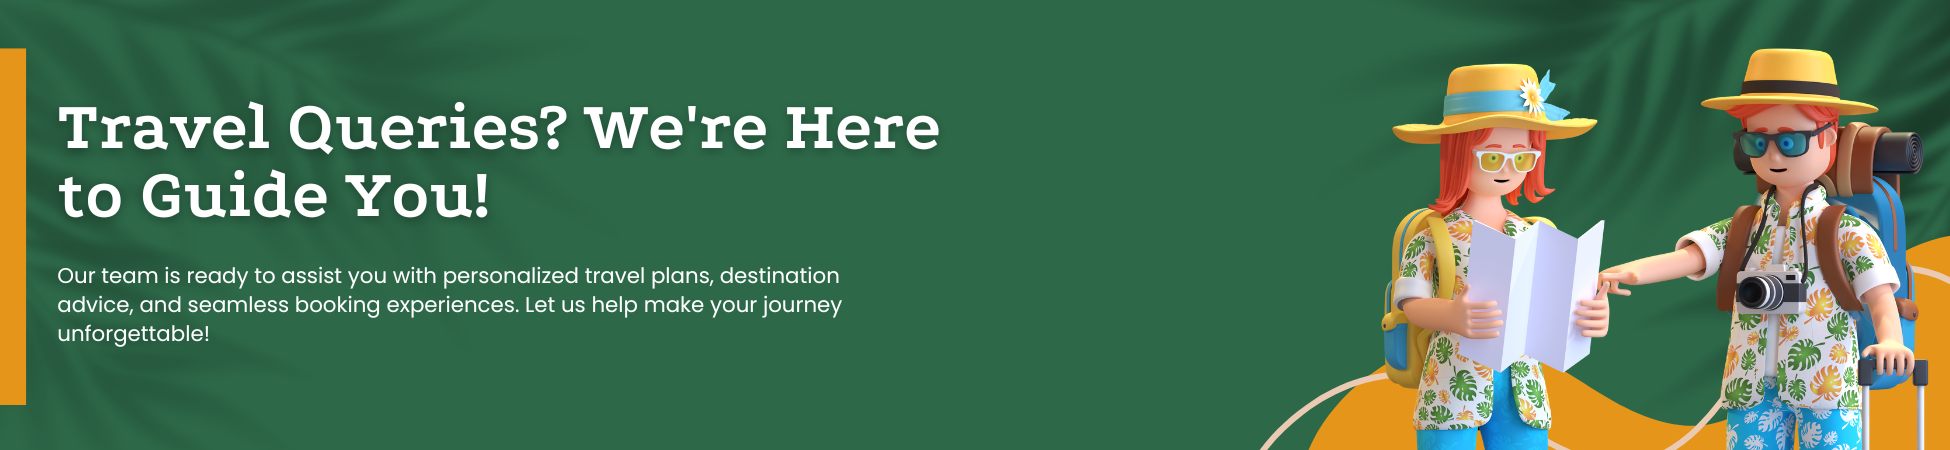 Travel Queries? We're Here
to Guide You!
Our team is ready to assist you with personalized travel plans, destination
advice, and seamless booking experiences. Let us help make your journey
unforgettable!